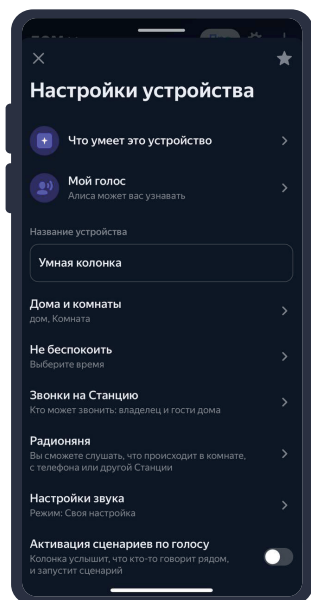 Настройки устройства
Что умеет это устройство
Мой голос
Алиса может вас узнавать
Название устройства
Умная колонка
Дома и комнаты
дом, Комната
Не беспокоить
Выберите время
Звонки на Станцию
Кто может звонить: владелец и гости дома
Радионяня
Вы сможете слушать, что происходит в комнате,
с телефона или другой Станции
Настройки звука
Режим: Своя настройка
Активация сценариев по голосу
Колонка услышит, что кто-то говорит рядом,
и запустит сценарий